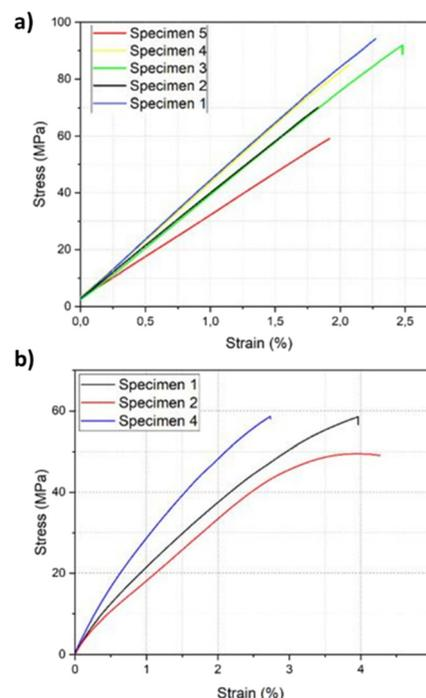 a)
100
80
60
40
20
0
Stress (MPa)
Specimen 5
Specimen 4
Specimen 3
Specimen 2
Specimen 1
0,0 0,5 1,0 1,5 2,0 2,5
Strain (%)
b)
60
40
20
0
Stress (MPa)
Specimen 1
Specimen 2
Specimen 4
0 1 2 3 4
Strain (%)